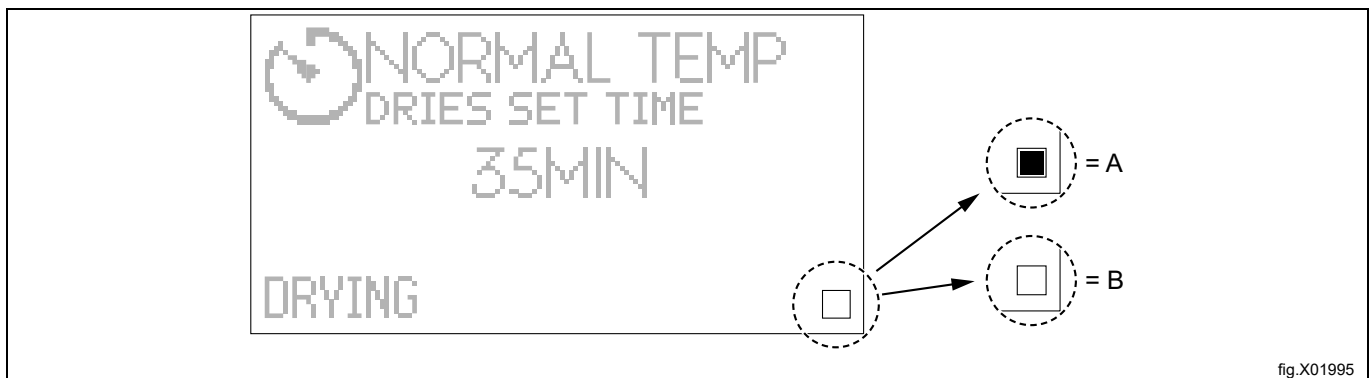 NORMAL TEMP
DRIES SET TIME
35MIN
DRYING
= A
= B
fig.X01995